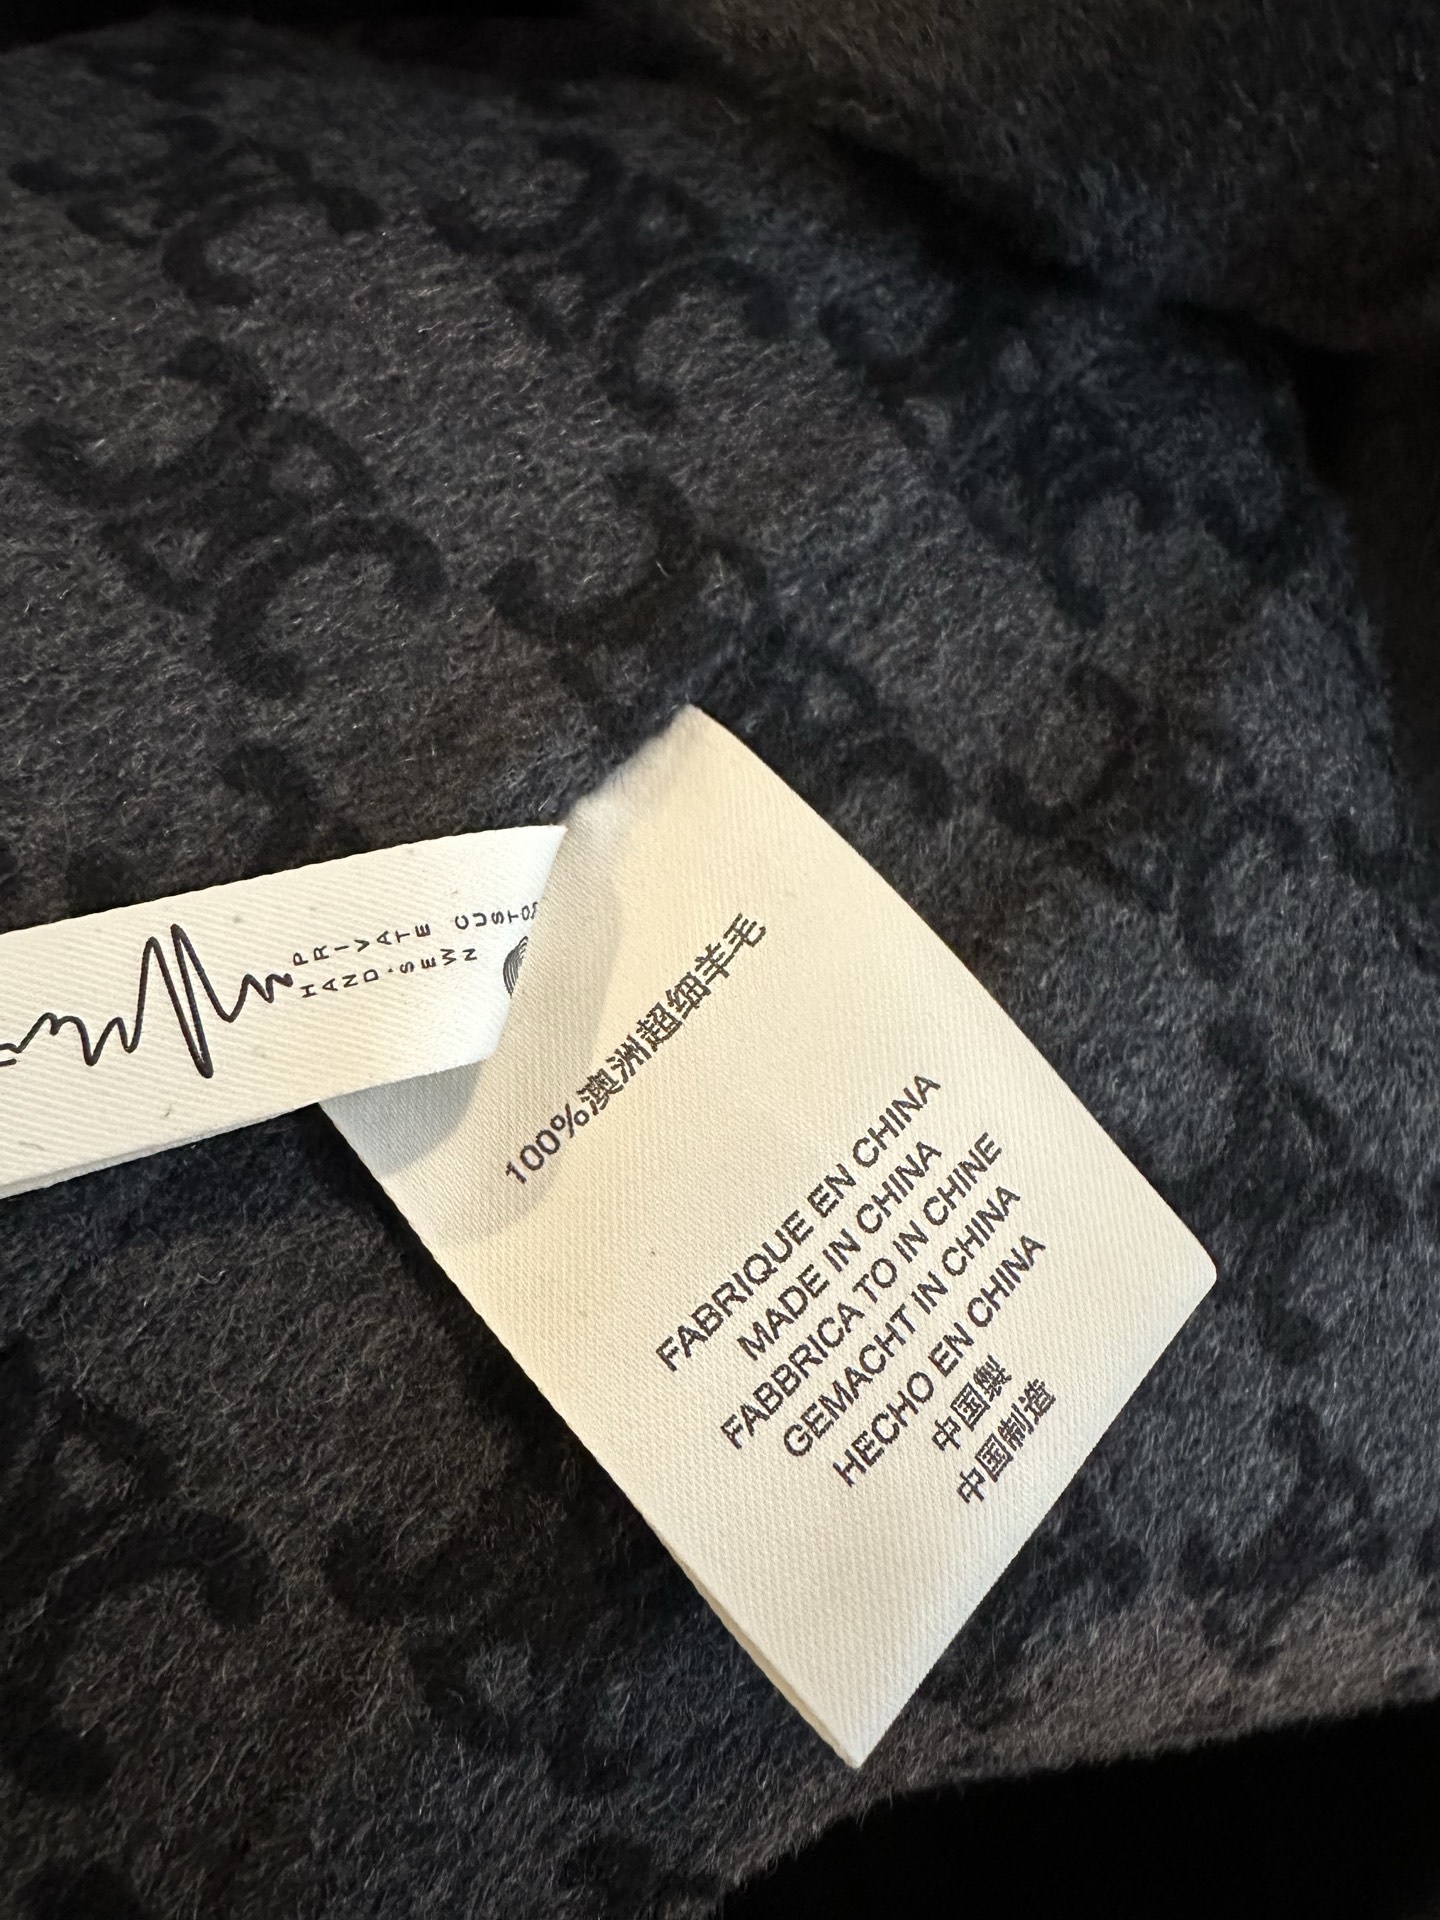 PRIVATE CUSTOM
HAND·SEWN
100%澳洲超细羊毛
FABRIQUE EN CHINA
MADE IN CHINA
FABBRICA TO IN CHINE
GEMACHT IN CHINA
HECHO EN CHINA
中国製
中国制造